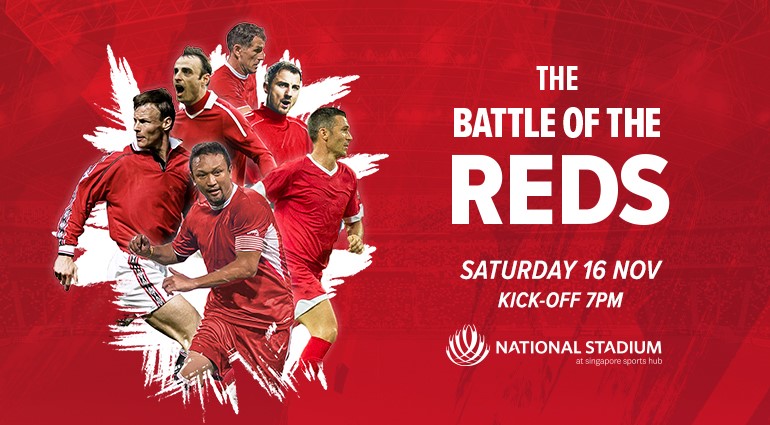 THE
BATTLE OF THE
REDS
SATURDAY 16 NOV
KICK-OFF 7PM
NATIONAL STADIUM
at singapore sports hub